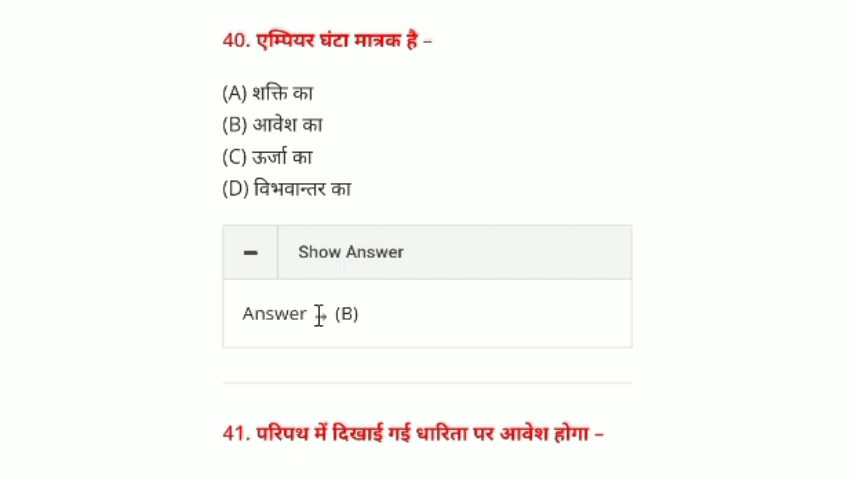 40. एम्पियर घंटा मात्रक है –
(A) शक्ति का
(B) आवेश का
(C) ऊर्जा का
(D) विभवान्तर का
Show Answer
Answer → (B)
41. परिपथ में दिखाई गई धारिता पर आवेश होगा –